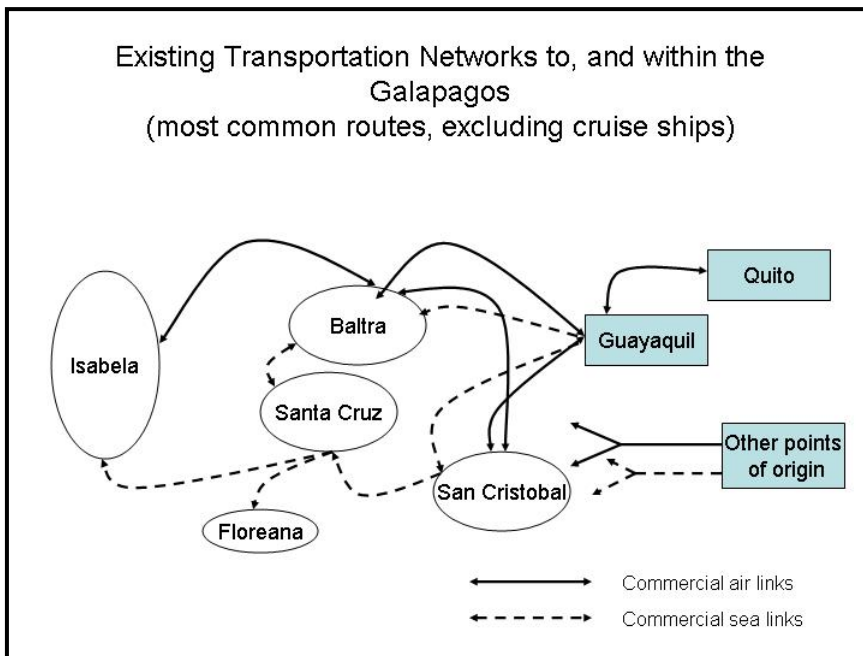 Existing Transportation Networks to, and within the
Galapagos
(most common routes, excluding cruise ships)
Quito
Baltra
Guayaquil
Isabela
Santa Cruz
Other points
of origin
San Cristobal
Floreana
Commercial air links
Commercial sea links